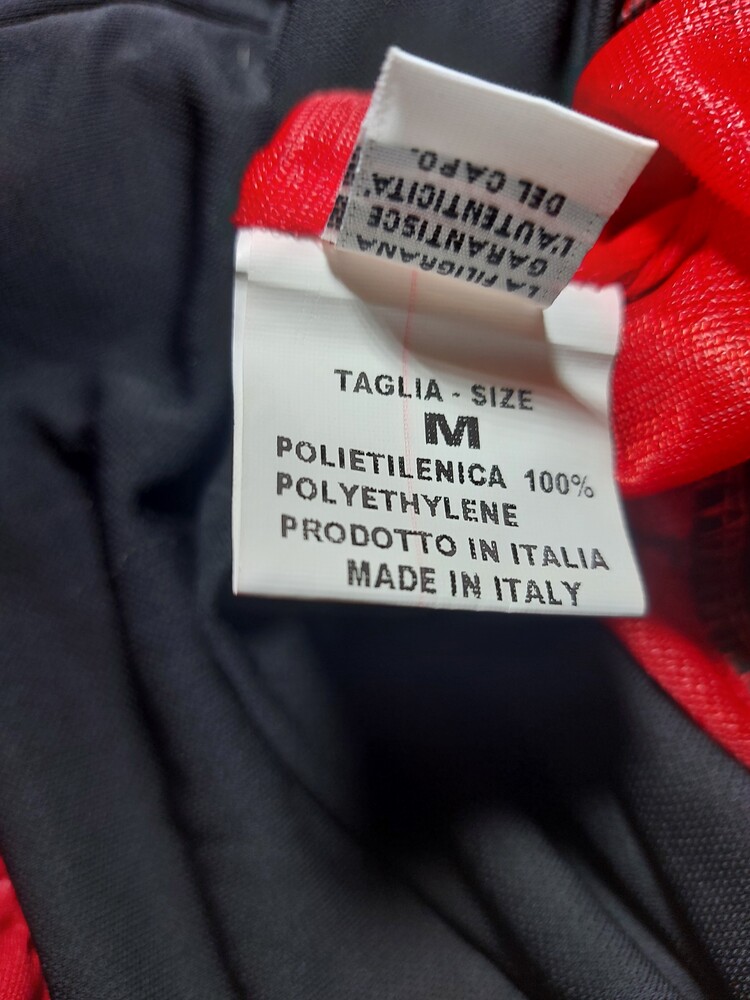 LA FILIGRANA
GARANTISCE
L'AUTENTICITA'
DEL CAPO.
TAGLIA - SIZE
M
POLIETILENICA 100%
POLYETHYLENE
PRODOTTO IN ITALIA
MADE IN ITALY